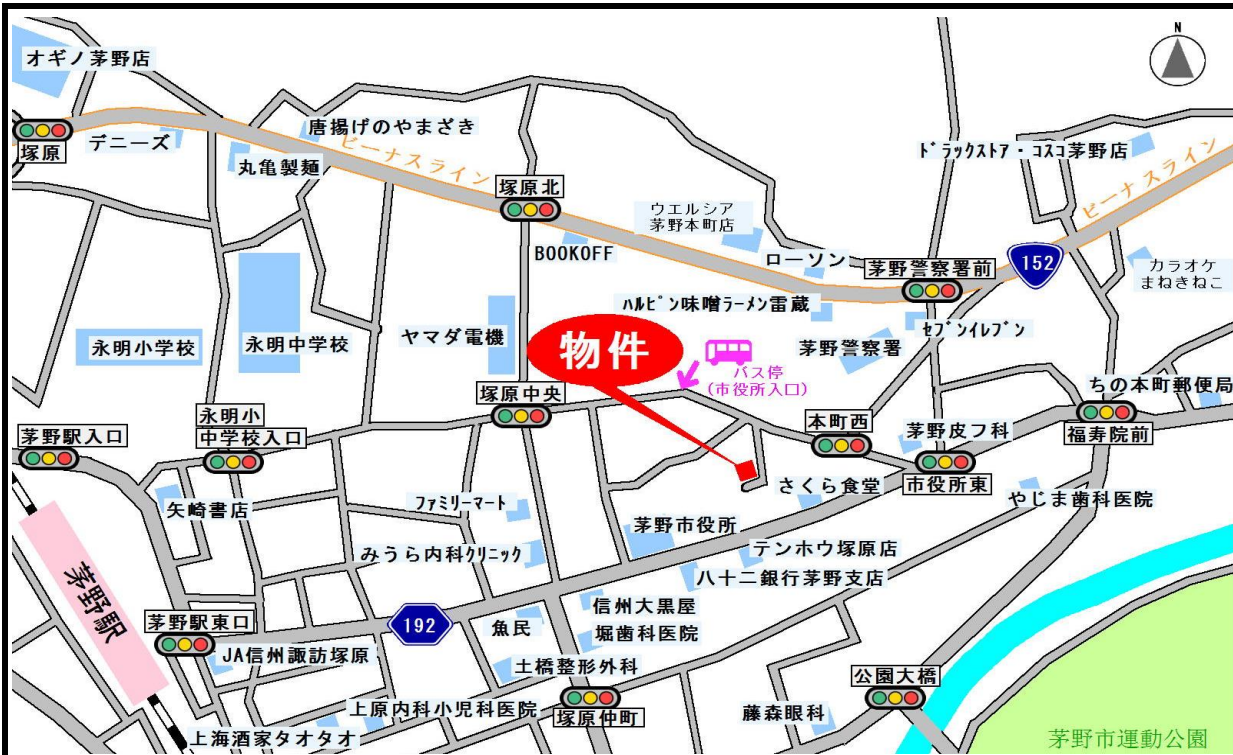 N
オギノ茅野店
塚原
デニーズ
唐揚げのやまざき
丸亀製麺
ビーナスライン
塚原北
BOOKOFF
ウエルシア
茅野本町店
ローソン
ドラックストア・コスコ茅野店
ビーナスライン
茅野警察署前
152
カラオケ
まねきねこ
ハルピン味噌ラーメン雷蔵
セブンイレブン
茅野警察署
永明小学校
永明中学校
ヤマダ電機
物件
バス停
(市役所入口)
ちの本町郵便局
塚原中央
永明小
中学校入口
茅野駅入口
本町西
茅野皮フ科
福寿院前
市役所東
さくら食堂
やじま歯科医院
矢崎書店
ファミリーマート
茅野市役所
みうら内科クリニック
テンホウ塚原店
八十二銀行茅野支店
茅野駅
信州大黒屋
192
魚民
堀歯科医院
茅野駅東口
JA信州諏訪塚原
土橋整形外科
公園大橋
上原内科小児科医院
塚原仲町
藤森眼科
上海酒家タオタオ
茅野市運動公園